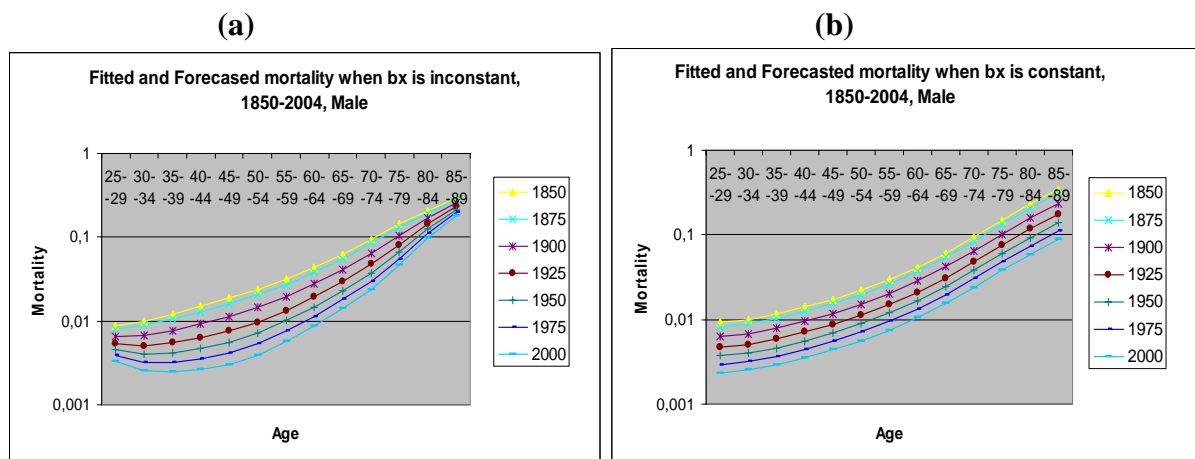 (a)
Fitted and Forecased mortality when bx is inconstant,
1850-2004, Male
1
0,1
0,01
0,001
Mortality
25- 30- 35- 40- 45- 50- 55- 60- 65- 70- 75- 80- 85-
-29 -34 -39 -44 -49 -54 -59 -64 -69 -74 -79 -84 -89
Age
1850
1875
1900
1925
1950
1975
2000
(b)
Fitted and Forecasted mortality when bx is constant,
1850-2004, Male
1
0,1
0,01
0,001
Mortality
25- 30- 35- 40- 45- 50- 55- 60- 65- 70- 75- 80- 85-
-29 -34 -39 -44 -49 -54 -59 -64 -69 -74 -79 -84 -89
Age
1850
1875
1900
1925
1950
1975
2000